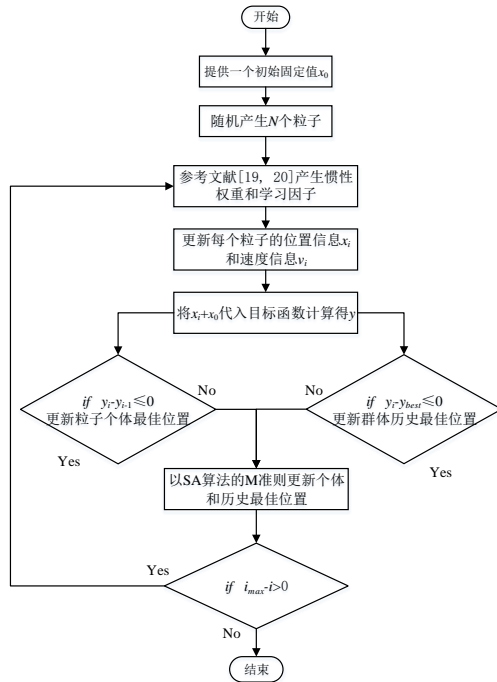 开始
提供一个初始固定值x₀
随机产生N个粒子
参考文献[19, 20]产生惯性
权重和学习因子
更新每个粒子的位置信息xᵢ
和速度信息vᵢ
将xᵢ+x₀代入目标函数计算得y
if yᵢ-yᵢ₋₁≤0
更新粒子个体最佳位置
No
Yes
if yᵢ-y_best≤0
更新群体历史最佳位置
No
Yes
以SA算法的M准则更新个体
和历史最佳位置
if i_max-i>0
Yes
No
结束